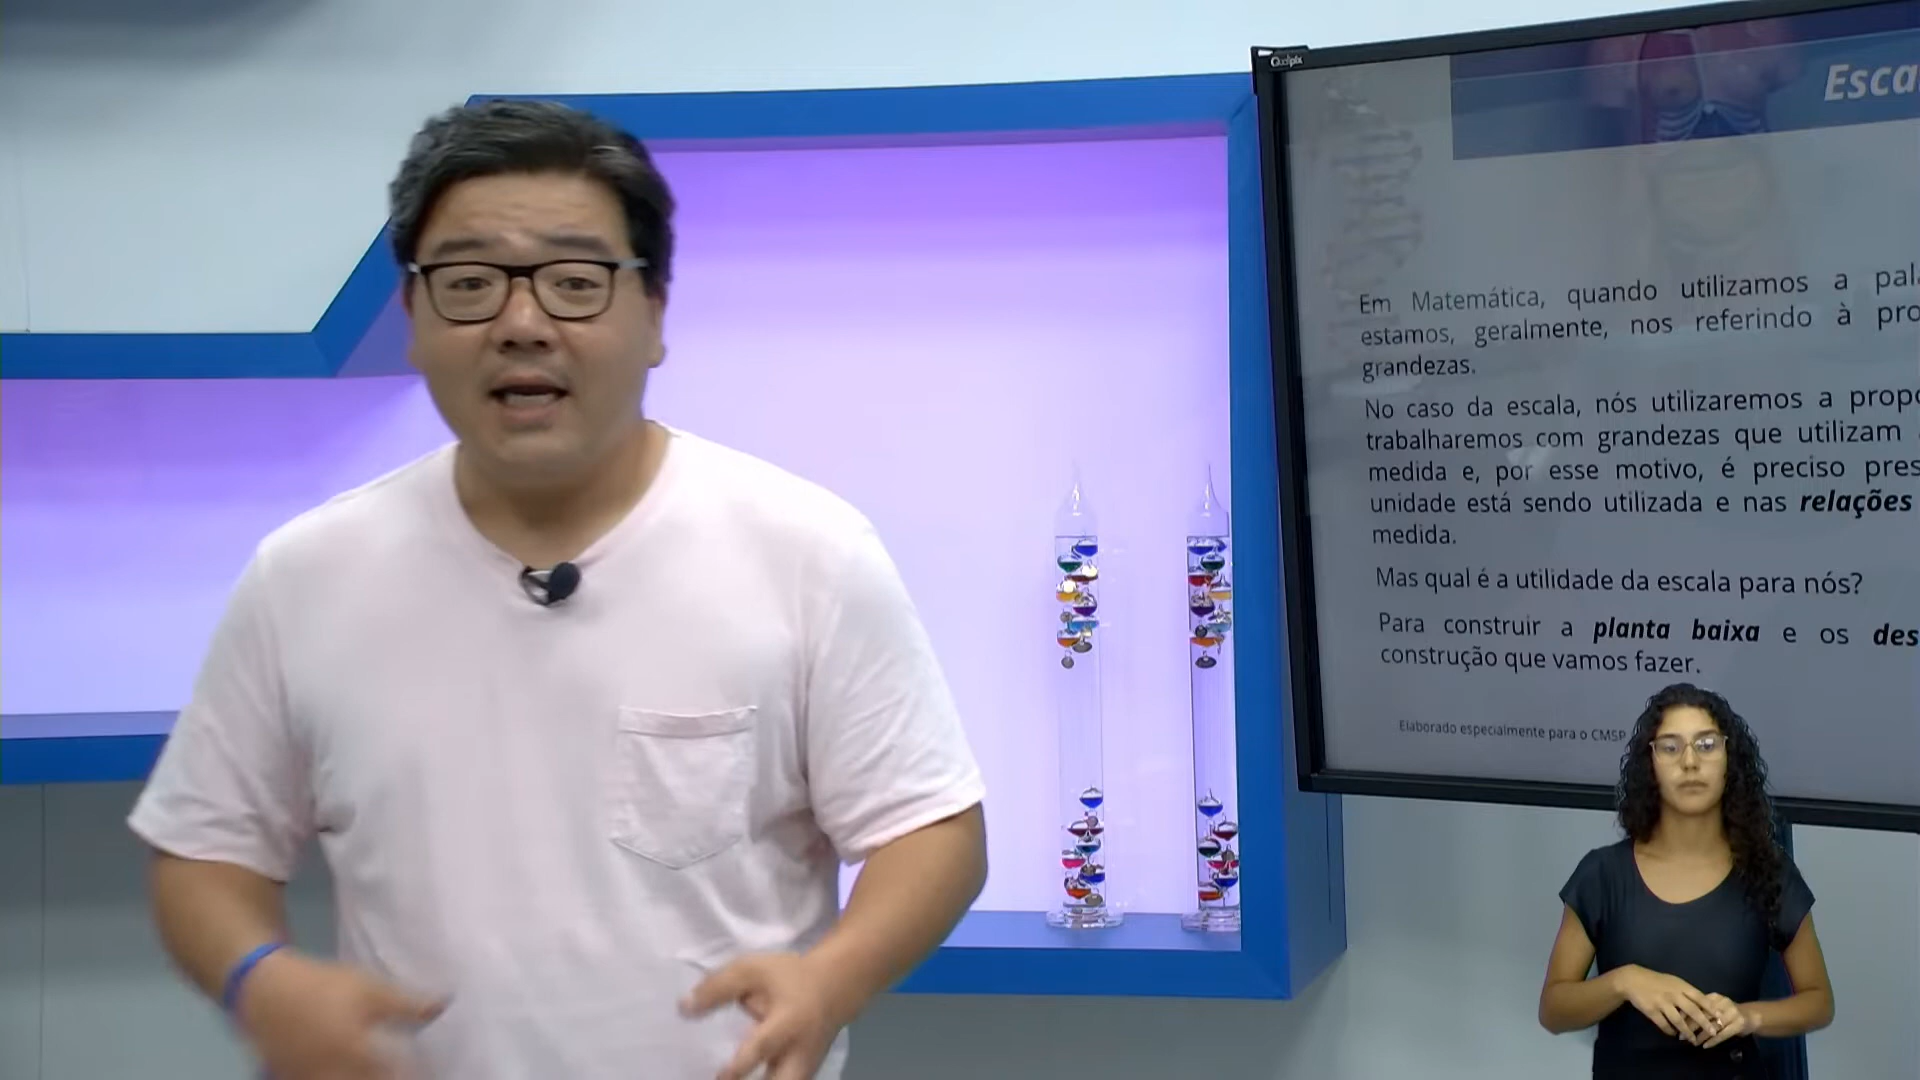 Qualipix
Esca
Em Matemática, quando utilizamos a pala
estamos, geralmente, nos referindo à pro
grandezas.
No caso da escala, nós utilizaremos a propo
trabalharemos com grandezas que utilizam
medida e, por esse motivo, é preciso pres
unidade está sendo utilizada e nas relações
medida.
Mas qual é a utilidade da escala para nós?
Para construir a planta baixa e os des
construção que vamos fazer.
Elaborado especialmente para o CMSP